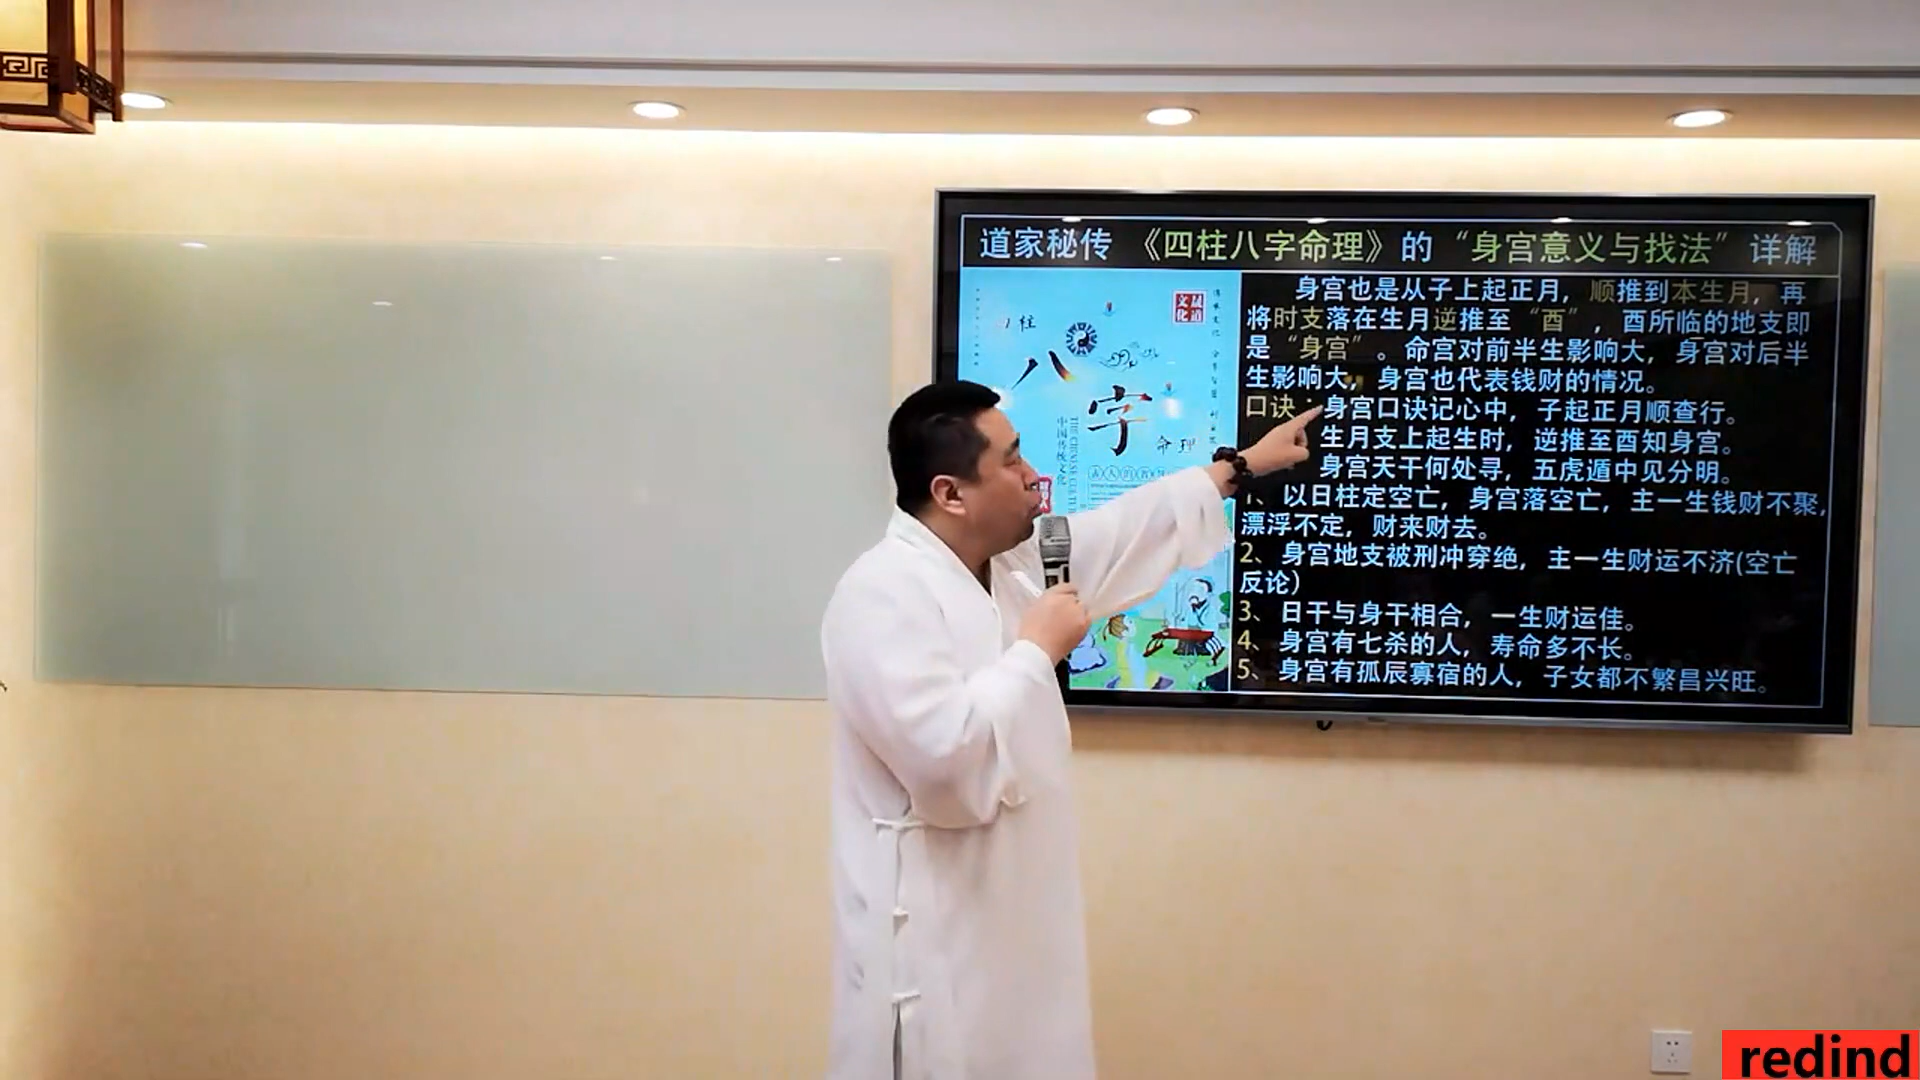 道家秘传 《四柱八字命理》的“身宫意义与找法”详解
身宫也是从子上起正月，顺推到本生月，再
将时支落在生月逆推至“酉”，酉所临的地支即
是“身宫”。命宫对前半生影响大，身宫对后半
生影响大，身宫也代表钱财的情况。
口诀：身宫口诀记心中，子起正月顺查行。
生月支上起生时，逆推至酉知身宫。
身宫天干何处寻，五虎遁中见分明。
1、以日柱定空亡，身宫落空亡，主一生钱财不聚，
漂浮不定，财来财去。
2、身宫地支被刑冲穿绝，主一生财运不济(空亡
反论）
3、日干与身干相合，一生财运佳。
4、身宫有七杀的人，寿命多不长。
5、身宫有孤辰寡宿的人，子女都不繁昌兴旺。
四柱
八字
命理
中国传统文化
redind